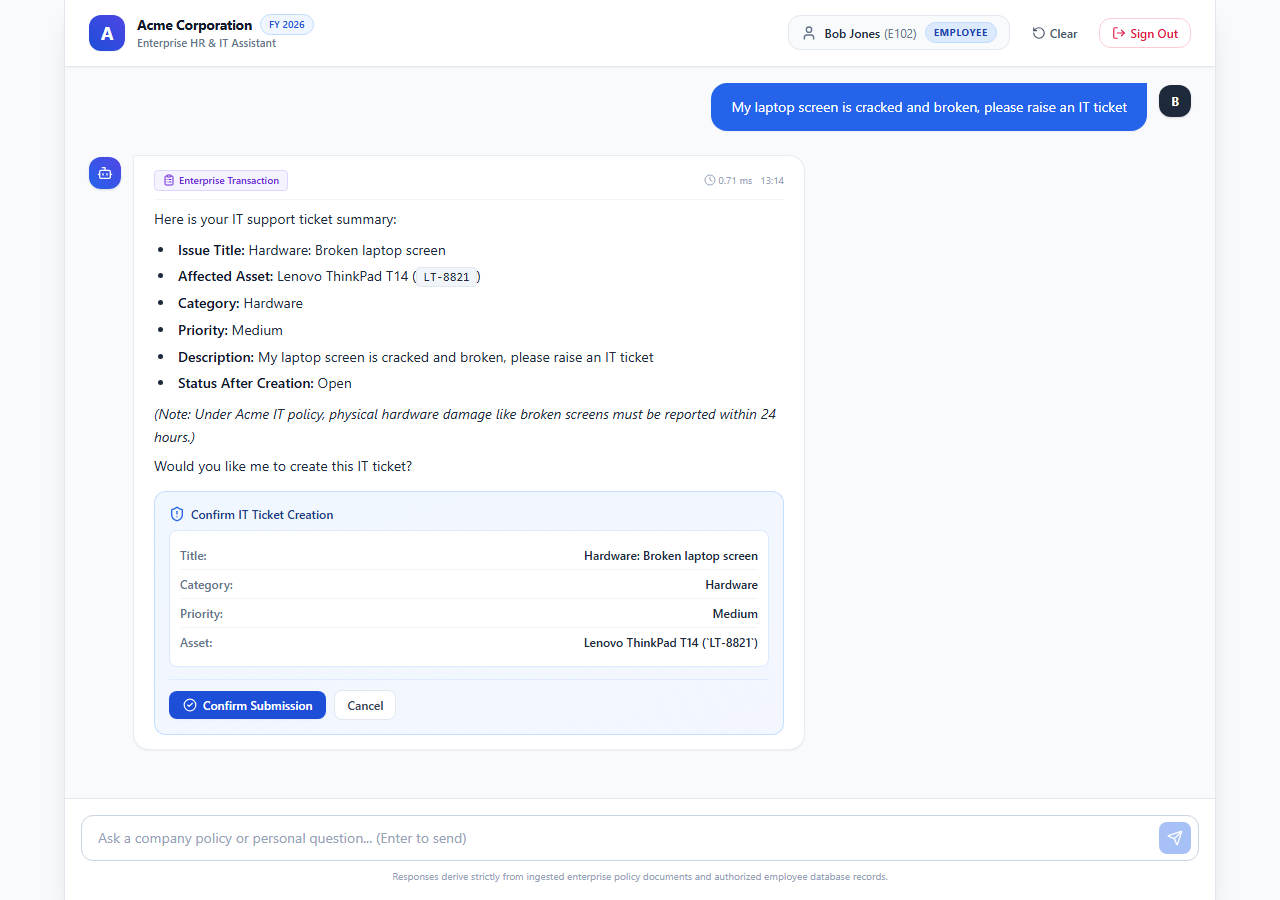 A
Acme Corporation
FY 2026
Enterprise HR & IT Assistant
Bob Jones (E102)
EMPLOYEE
Clear
Sign Out
My laptop screen is cracked and broken, please raise an IT ticket
B
Enterprise Transaction
0.71 ms 13:14
Here is your IT support ticket summary:
• Issue Title: Hardware: Broken laptop screen
• Affected Asset: Lenovo ThinkPad T14 ( LT-8821 )
• Category: Hardware
• Priority: Medium
• Description: My laptop screen is cracked and broken, please raise an IT ticket
• Status After Creation: Open
(Note: Under Acme IT policy, physical hardware damage like broken screens must be reported within 24
hours.)
Would you like me to create this IT ticket?
Confirm IT Ticket Creation
Title: Hardware: Broken laptop screen
Category: Hardware
Priority: Medium
Asset: Lenovo ThinkPad T14 (`LT-8821`)
Confirm Submission
Cancel
Ask a company policy or personal question... (Enter to send)
Responses derive strictly from ingested enterprise policy documents and authorized employee database records.